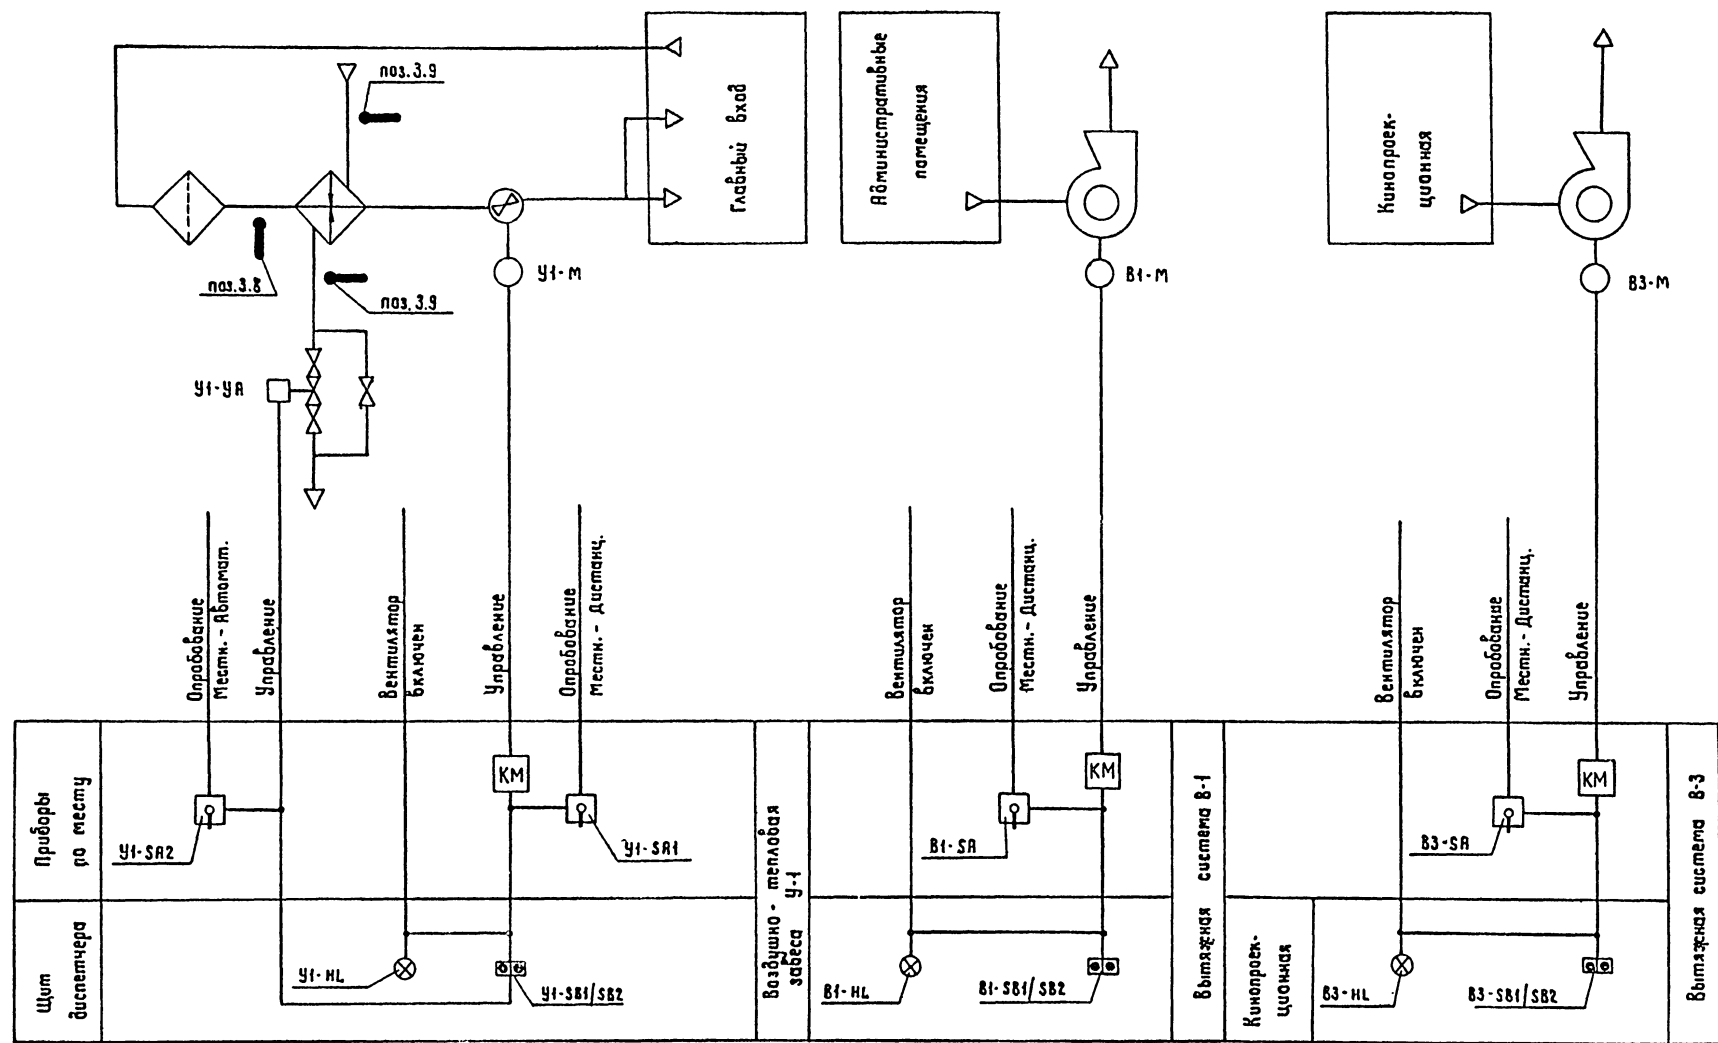 поз.3.9
Главный вход
поз.3.8
поз.3.9
У1-М
У1-УА
Административные
помещения
В1-М
Кинопроек-
ционная
В3-М
Опробование
Местн.-Автомат.
Управление
Вентилятор
включен
Управление
Опробование
Местн.-Дистанц.
Вентилятор
включен
Опробование
Местн.-Дистанц.
Управление
Вентилятор
включен
Опробование
Местн.-Дистанц.
Управление
Приборы
ро месту
У1-SA2
КМ
У1-SA1
Воздушно-тепловая
завеса У-1
В1-SA
КМ
Вытяжная система В-1
В3-SA
КМ
Вытяжная система В-3
Щит
диспетчера
У1-HL
У1-SB1/SB2
В1-HL
В1-SB1/SB2
Кинопроек-
ционная
В3-HL
В3-SB1/SB2